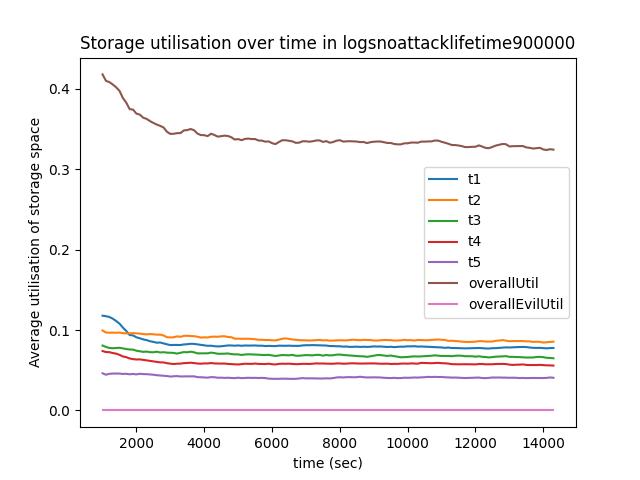 Storage utilisation over time in logsnoattacklifetime900000
Average utilisation of storage space
0.4
0.3
0.2
0.1
0.0
t1
t2
t3
t4
t5
overallUtil
overallEvilUtil
2000 4000 6000 8000 10000 12000 14000
time (sec)